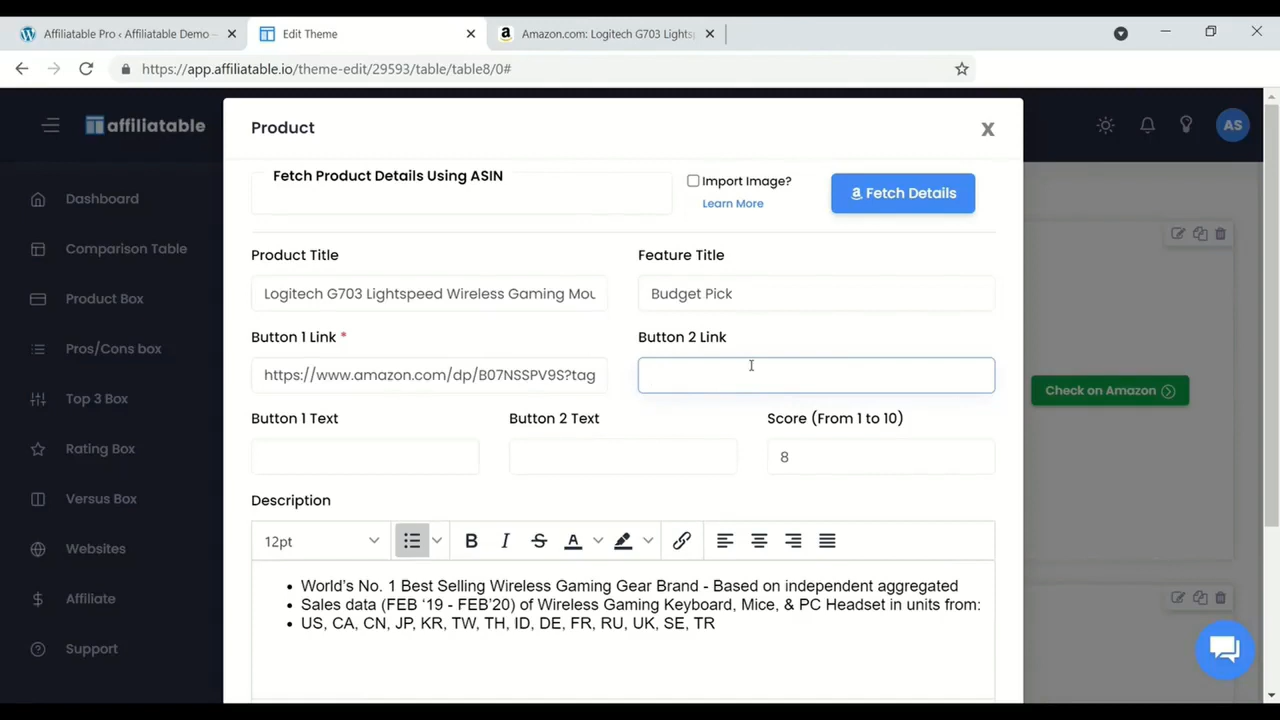 Affiliatable Pro ‹ Affiliatable Demo -
Edit Theme
Amazon.com: Logitech G703 Lights
https://app.affiliatable.io/theme-edit/29593/table/table8/0#
affiliatable
AS
Dashboard
Comparison Table
Product Box
Pros/Cons box
Top 3 Box
Rating Box
Versus Box
Websites
Affiliate
Support
Product
X
Fetch Product Details Using ASIN
Import Image?
Learn More
Fetch Details
Product Title
Feature Title
Logitech G703 Lightspeed Wireless Gaming Mou
Budget Pick
Button 1 Link *
Button 2 Link
https://www.amazon.com/dp/B07NSSPV9S?tag
Check on Amazon
Button 1 Text
Button 2 Text
Score (From 1 to 10)
8
Description
12pt
B I S A
• World’s No. 1 Best Selling Wireless Gaming Gear Brand - Based on independent aggregated
• Sales data (FEB ‘19 - FEB’20) of Wireless Gaming Keyboard, Mice, & PC Headset in units from:
• US, CA, CN, JP, KR, TW, TH, ID, DE, FR, RU, UK, SE, TR